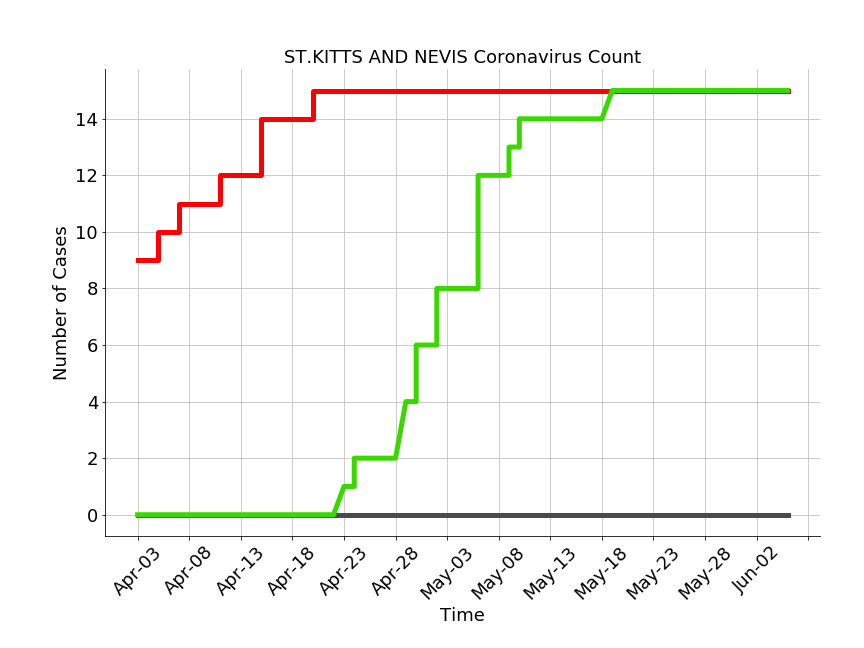 ST.KITTS AND NEVIS Coronavirus Count
Number of Cases
14
12
10
8
6
4
2
0
Apr-03
Apr-08
Apr-13
Apr-18
Apr-23
Apr-28
May-03
May-08
May-13
May-18
May-23
May-28
Jun-02
Time